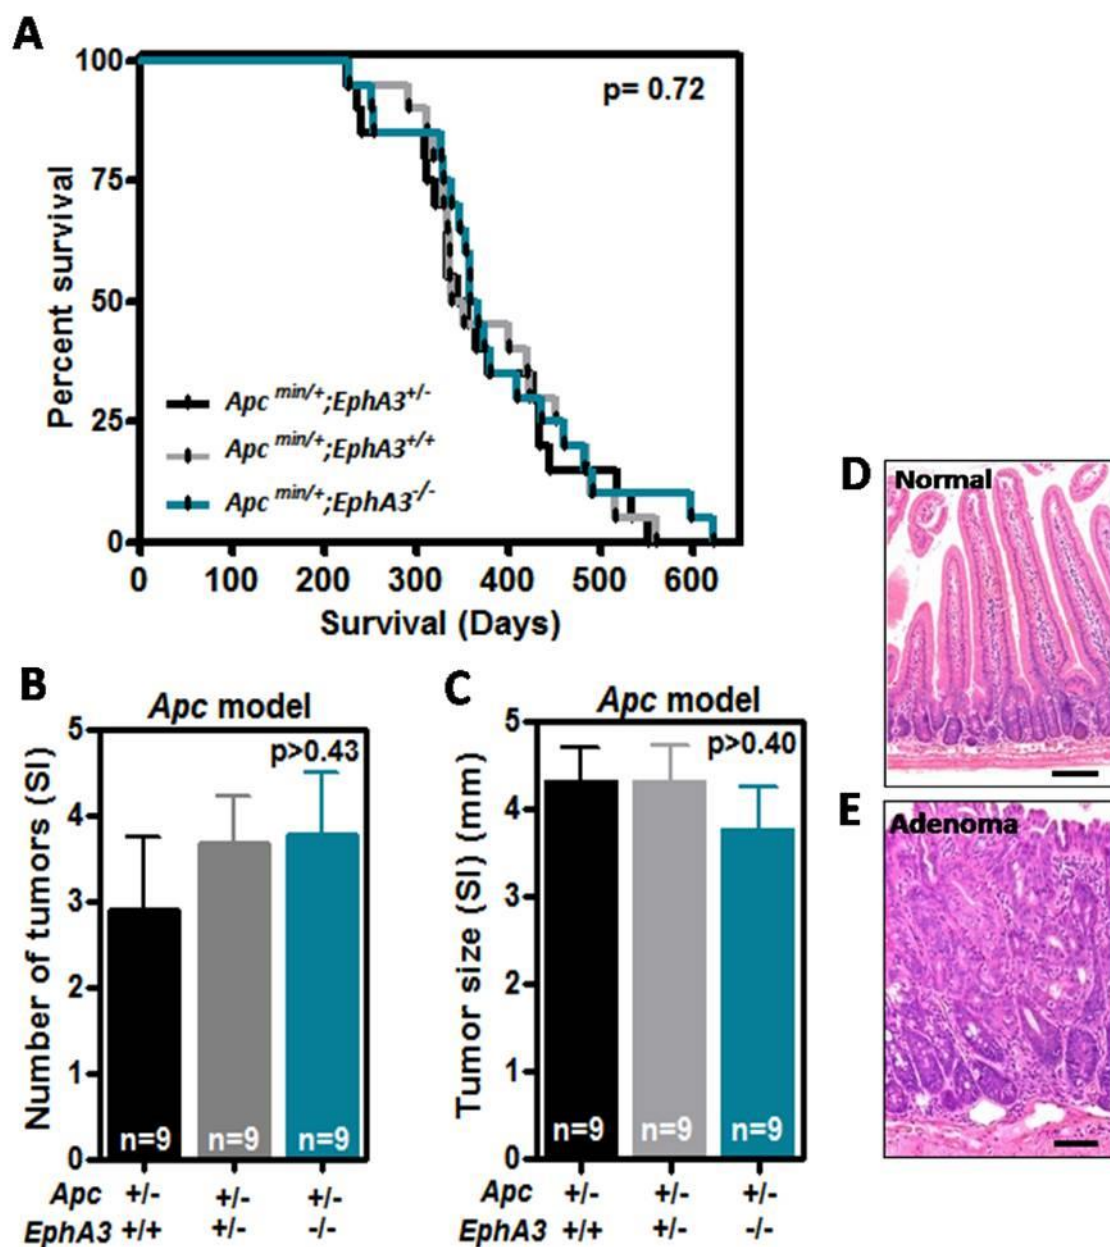 A
p= 0.72
Percent survival
100
75
50
25
0
Apc min/+;EphA3+/-
Apc min/+;EphA3+/+
Apc min/+;EphA3-/-
0 100 200 300 400 500 600
Survival (Days)
B
Apc model
p>0.43
Number of tumors (SI)
5
4
3
2
1
0
n=9 n=9 n=9
Apc +/- +/- +/-
EphA3 +/+ +/- -/-
C
Apc model
p>0.40
Tumor size (SI) (mm)
5
4
3
2
1
0
n=9 n=9 n=9
Apc +/- +/- +/-
EphA3 +/+ +/- -/-
D
Normal
E
Adenoma